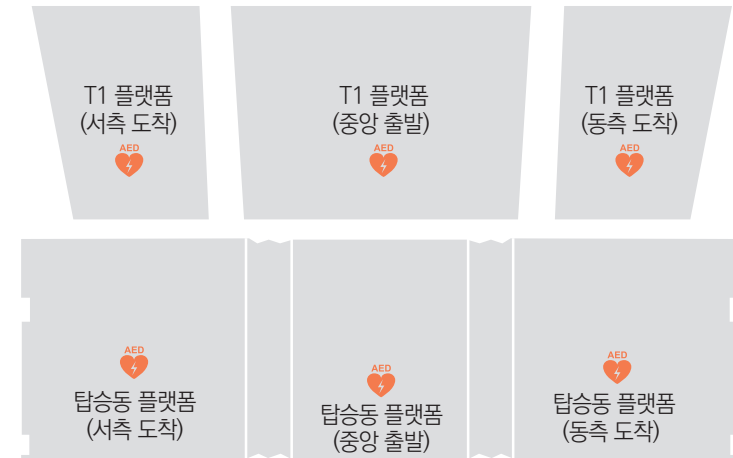 T1 플랫폼
(서측 도착)
AED
T1 플랫폼
(중앙 출발)
AED
T1 플랫폼
(동측 도착)
AED
AED
탑승동 플랫폼
(서측 도착)
AED
탑승동 플랫폼
(중앙 출발)
AED
탑승동 플랫폼
(동측 도착)